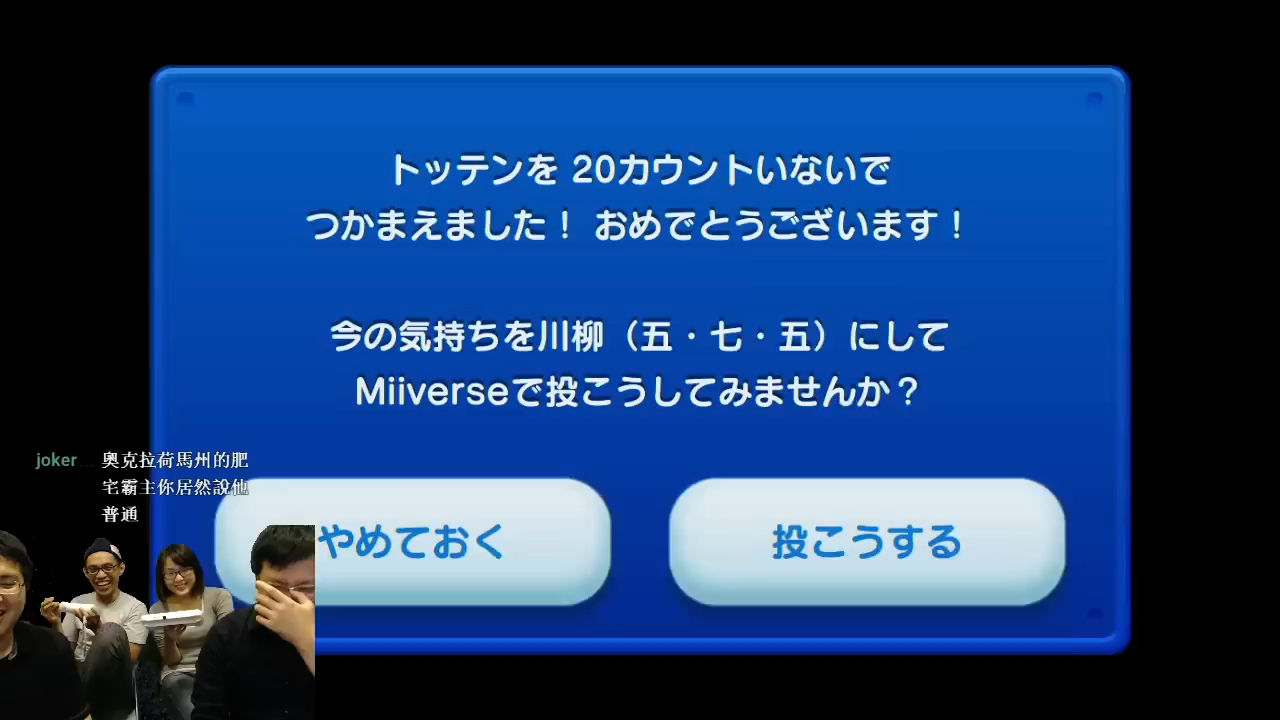 トッテンを 20カウントいないで
つかまえました！ おめでとうございます！
今の気持ちを川柳（五・七・五）にして
Miiverseで投こうしてみませんか？
joker... 奧克拉荷馬州的肥
宅霸主你居然說他
普通
やめておく
投こうする